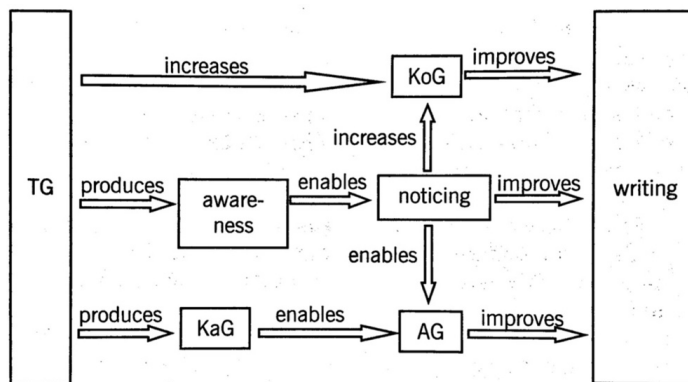 increases
KoG
improves
increases
TG
produces
aware-
ness
enables
noticing
improves
writing
enables
produces
KaG
enables
AG
improves